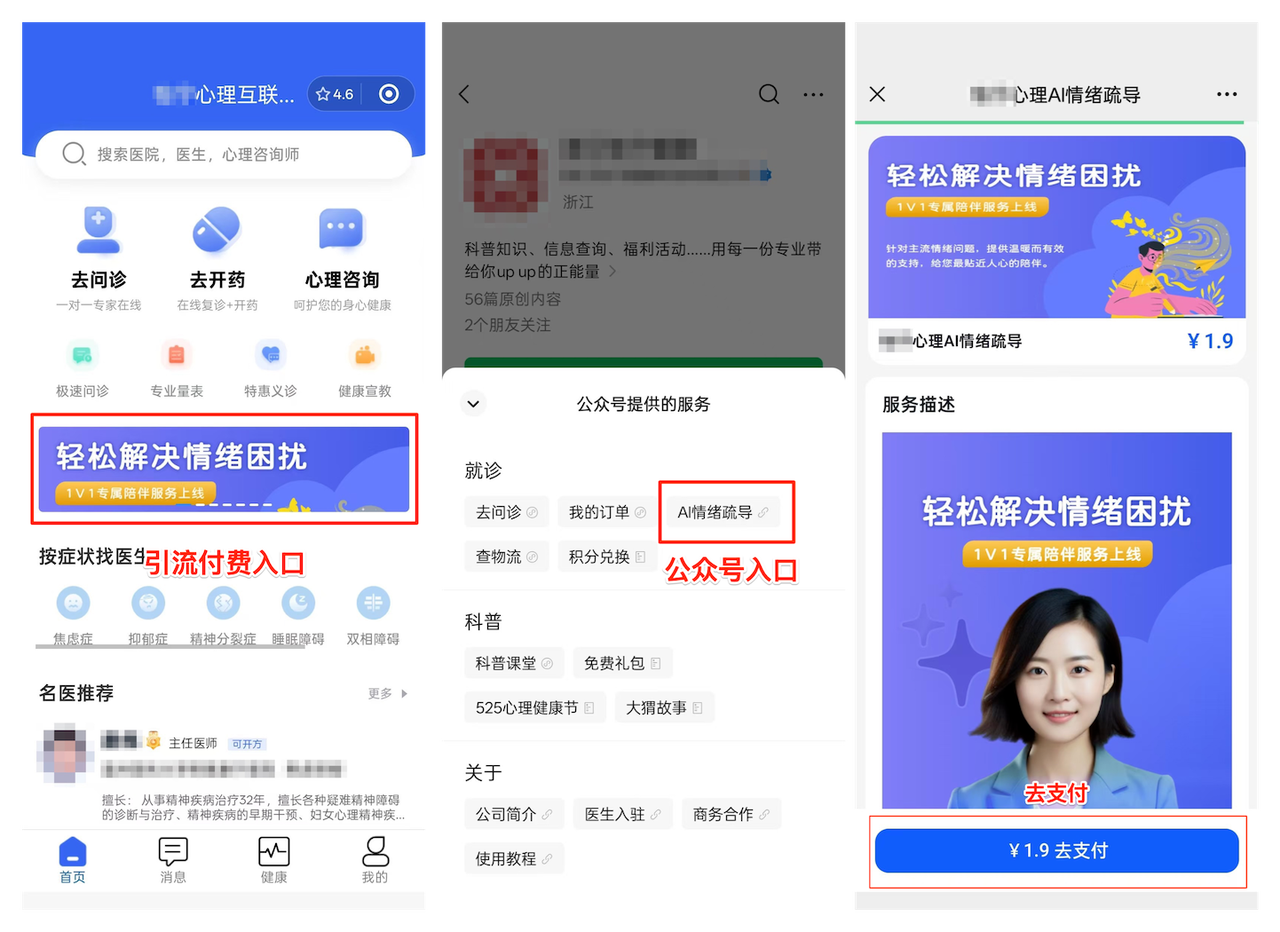 心理互联...
4.6
搜索医院，医生，心理咨询师
去问诊
去开药
心理咨询
一对一专家在线
在线复诊+开药
呵护您的身心健康
极速问诊
专业量表
特惠义诊
健康宣教
轻松解决情绪困扰
1V1专属陪伴服务上线
按症状找医生
引流付费入口
焦虑症
抑郁症
精神分裂症
睡眠障碍
双相障碍
名医推荐
更多
主任医师
可开方
擅长： 从事精神疾病治疗32年，擅长各种疑难精神障碍
的诊断与治疗、精神疾病的早期干预、妇女心理精神疾...
首页
消息
健康
我的
浙江
科普知识、信息查询、福利活动......用每一份专业带
给你up up的正能量
56篇原创内容
2个朋友关注
公众号提供的服务
就诊
去问诊
我的订单
AI情绪疏导
查物流
积分兑换
公众号入口
科普
科普课堂
免费礼包
525心理健康节
大猬故事
关于
公司简介
医生入驻
商务合作
使用教程
心理AI情绪疏导
轻松解决情绪困扰
1V1专属陪伴服务上线
针对主流情绪问题，提供温暖而有效
的支持，给您最贴近人心的陪伴。
心理AI情绪疏导
¥1.9
服务描述
轻松解决情绪困扰
1V1专属陪伴服务上线
去支付
¥1.9 去支付